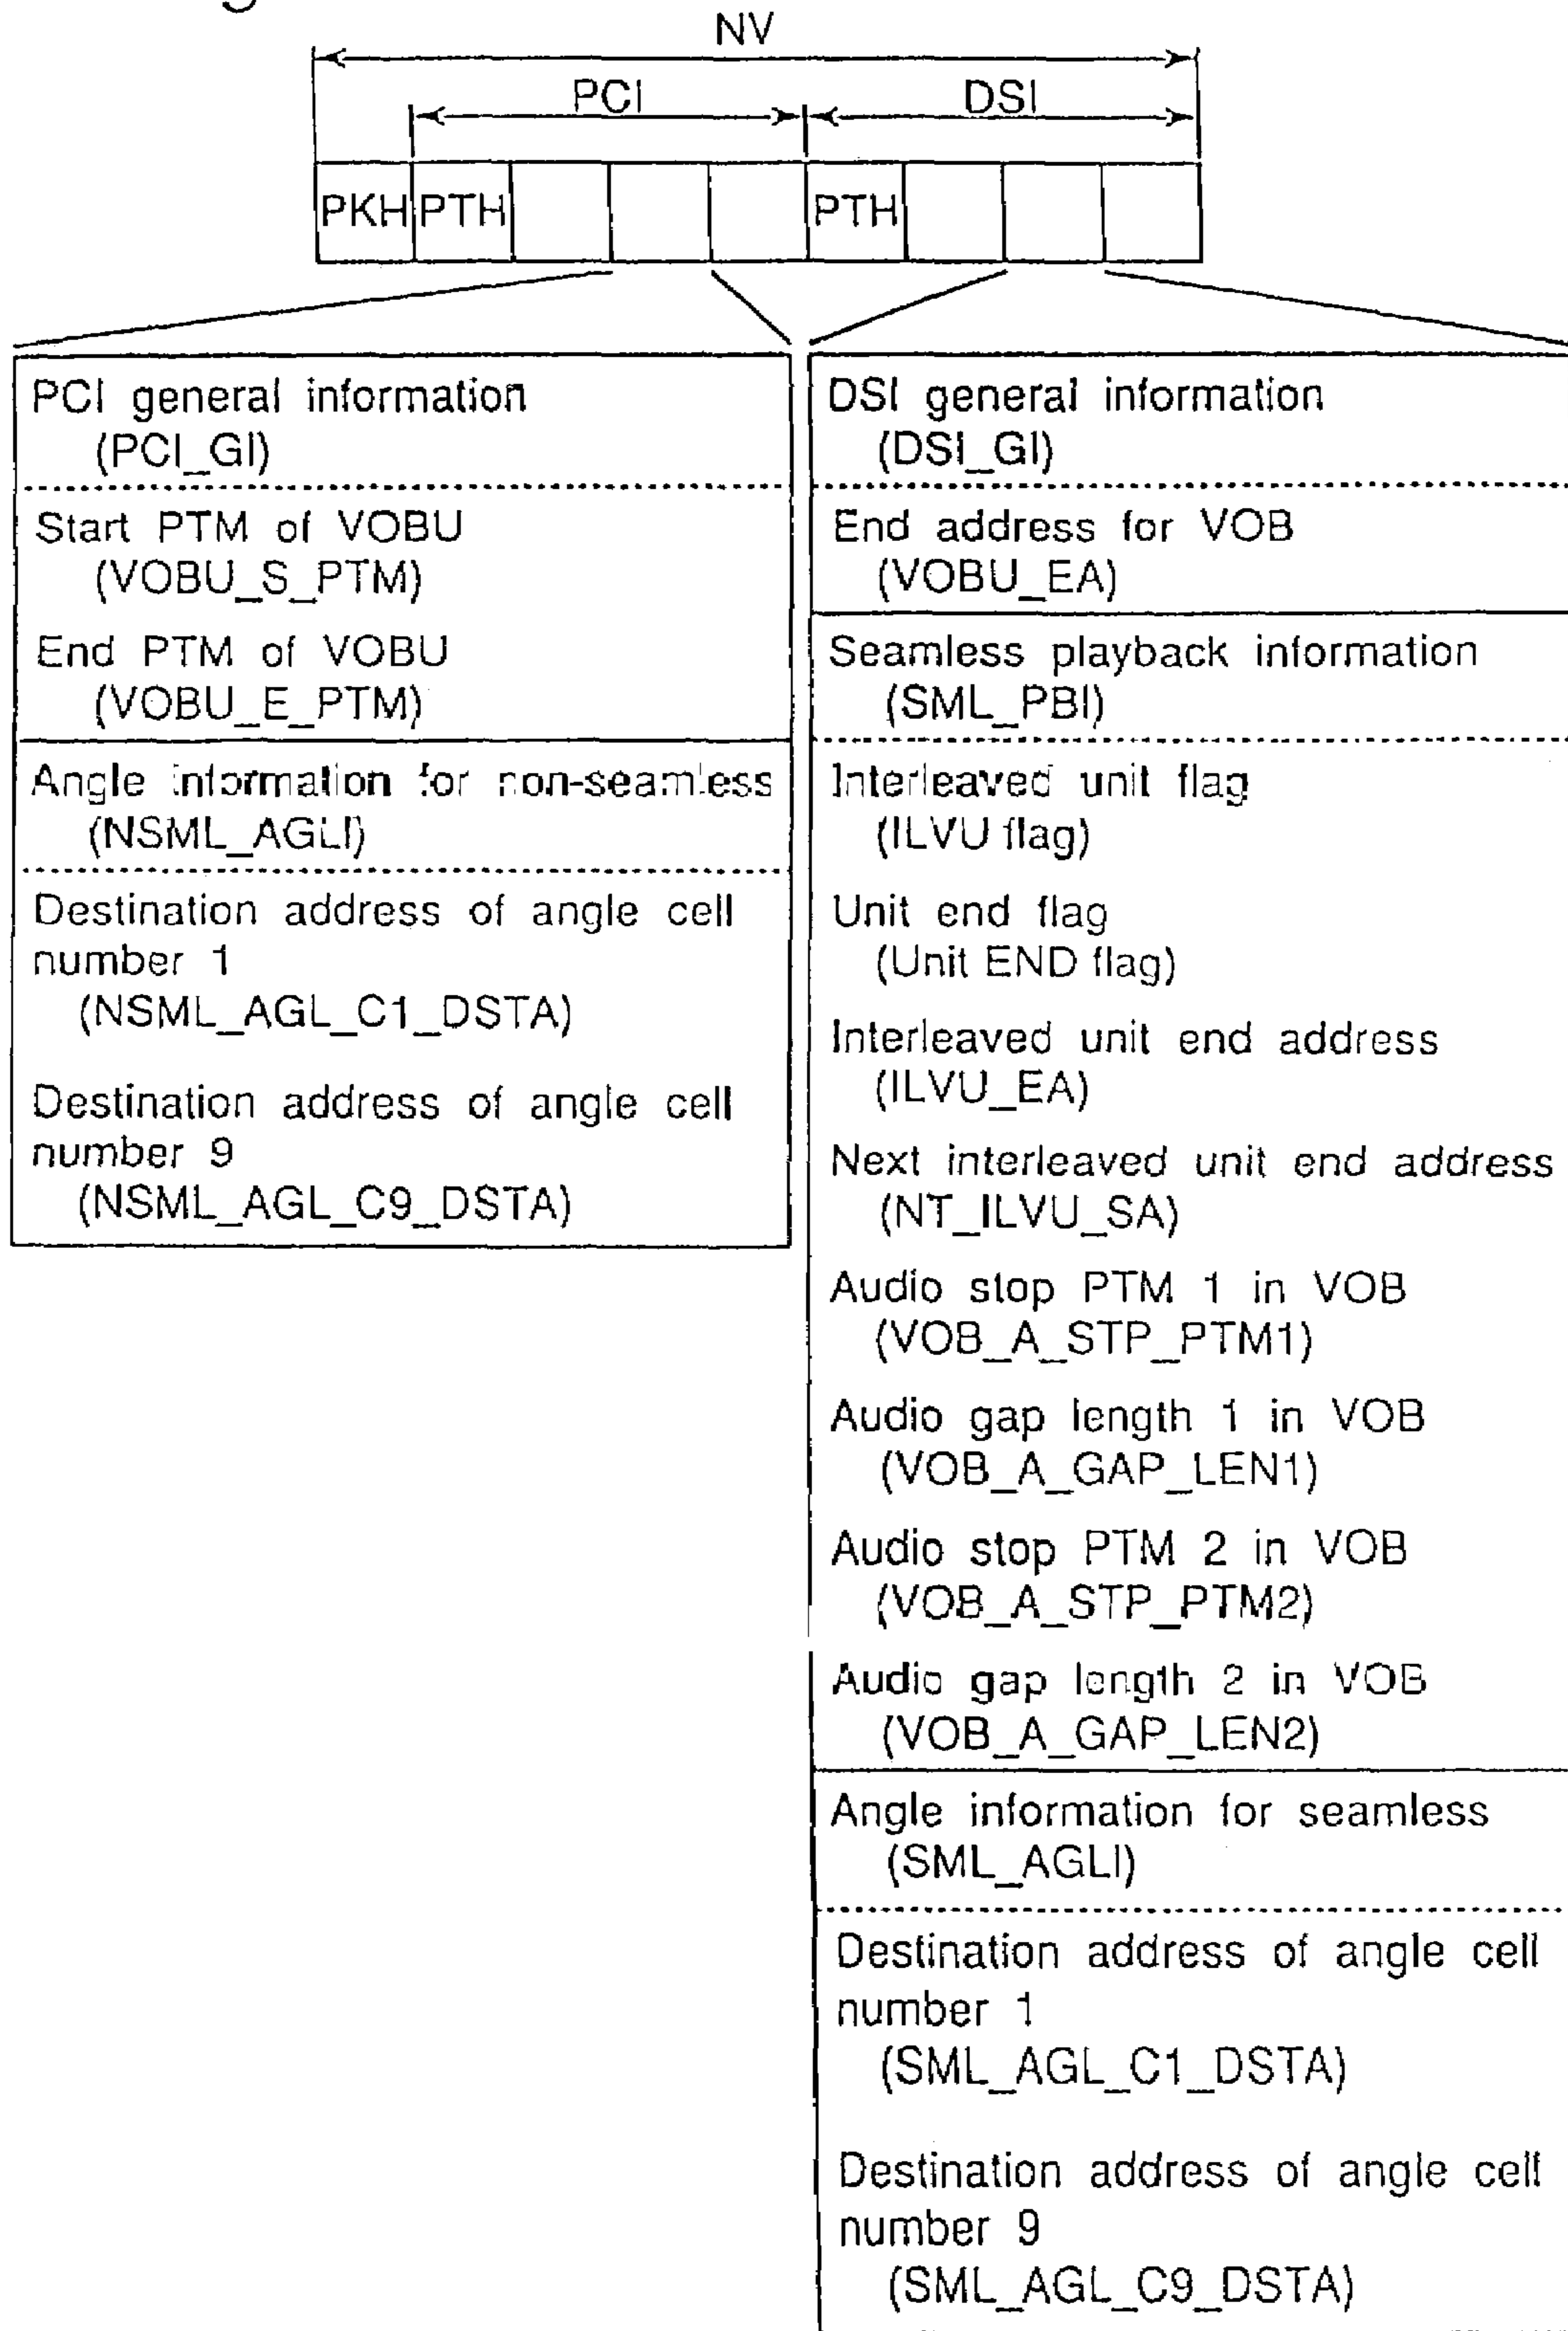 NV
PCI
DSI
PKH
PTH
PTH
PCI general information
(PCI_GI)
Start PTM of VOBU
(VOBU_S_PTM)
End PTM of VOBU
(VOBU_E_PTM)
Angle information for non-seamless
(NSML_AGLI)
Destination address of angle cell
number 1
(NSML_AGL_C1_DSTA)
Destination address of angle cell
number 9
(NSML_AGL_C9_DSTA)
DSI general information
(DSI_GI)
End address for VOB
(VOBU_EA)
Seamless playback information
(SML_PBI)
Interleaved unit flag
(ILVU flag)
Unit end flag
(Unit END flag)
Interleaved unit end address
(ILVU_EA)
Next interleaved unit end address
(NT_ILVU_SA)
Audio stop PTM 1 in VOB
(VOB_A_STP_PTM1)
Audio gap length 1 in VOB
(VOB_A_GAP_LEN1)
Audio stop PTM 2 in VOB
(VOB_A_STP_PTM2)
Audio gap length 2 in VOB
(VOB_A_GAP_LEN2)
Angle information for seamless
(SML_AGLI)
Destination address of angle cell
number 1
(SML_AGL_C1_DSTA)
Destination address of angle cell
number 9
(SML_AGL_C9_DSTA)